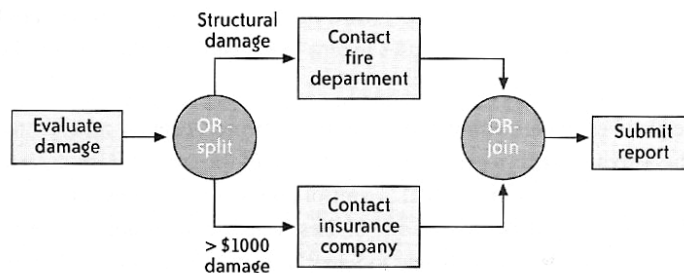 Structural
damage
Contact
fire
department
Evaluate
damage
OR -
split
OR-
join
Submit
report
Contact
insurance
company
> $1000
damage